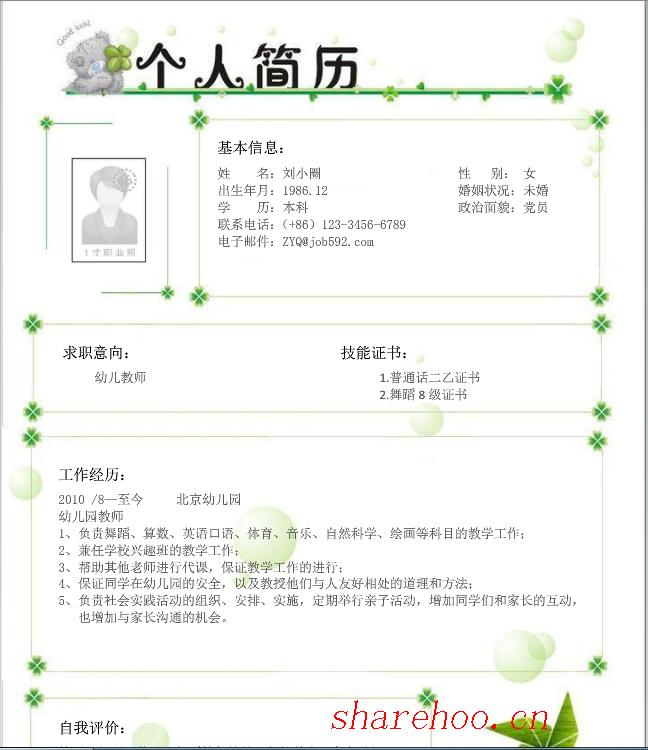 Good luck!
个人简历
1寸职业照
基本信息：
姓　　名：刘小圈　　性　　别：　女
出生年月：1986.12　　婚姻状况：未婚
学　　历：本科　　政治面貌：党员
联系电话：（+86）123-3456-6789
电子邮件：ZYQ@job592.com
求职意向：　　技能证书：
幼儿教师　　1.普通话二乙证书
2.舞蹈 8 级证书
工作经历：
2010 /8—至今　　北京幼儿园
幼儿园教师
1、负责舞蹈、算数、英语口语、体育、音乐、自然科学、绘画等科目的教学工作；
2、兼任学校兴趣班的教学工作；
3、帮助其他老师进行代课，保证教学工作的进行；
4、保证同学在幼儿园的安全，以及教授他们与人友好相处的道理和方法；
5、负责社会实践活动的组织、安排、实施，定期举行亲子活动，增加同学们和家长的互动，
也增加与家长沟通的机会。
自我评价：
sharehoo.cn